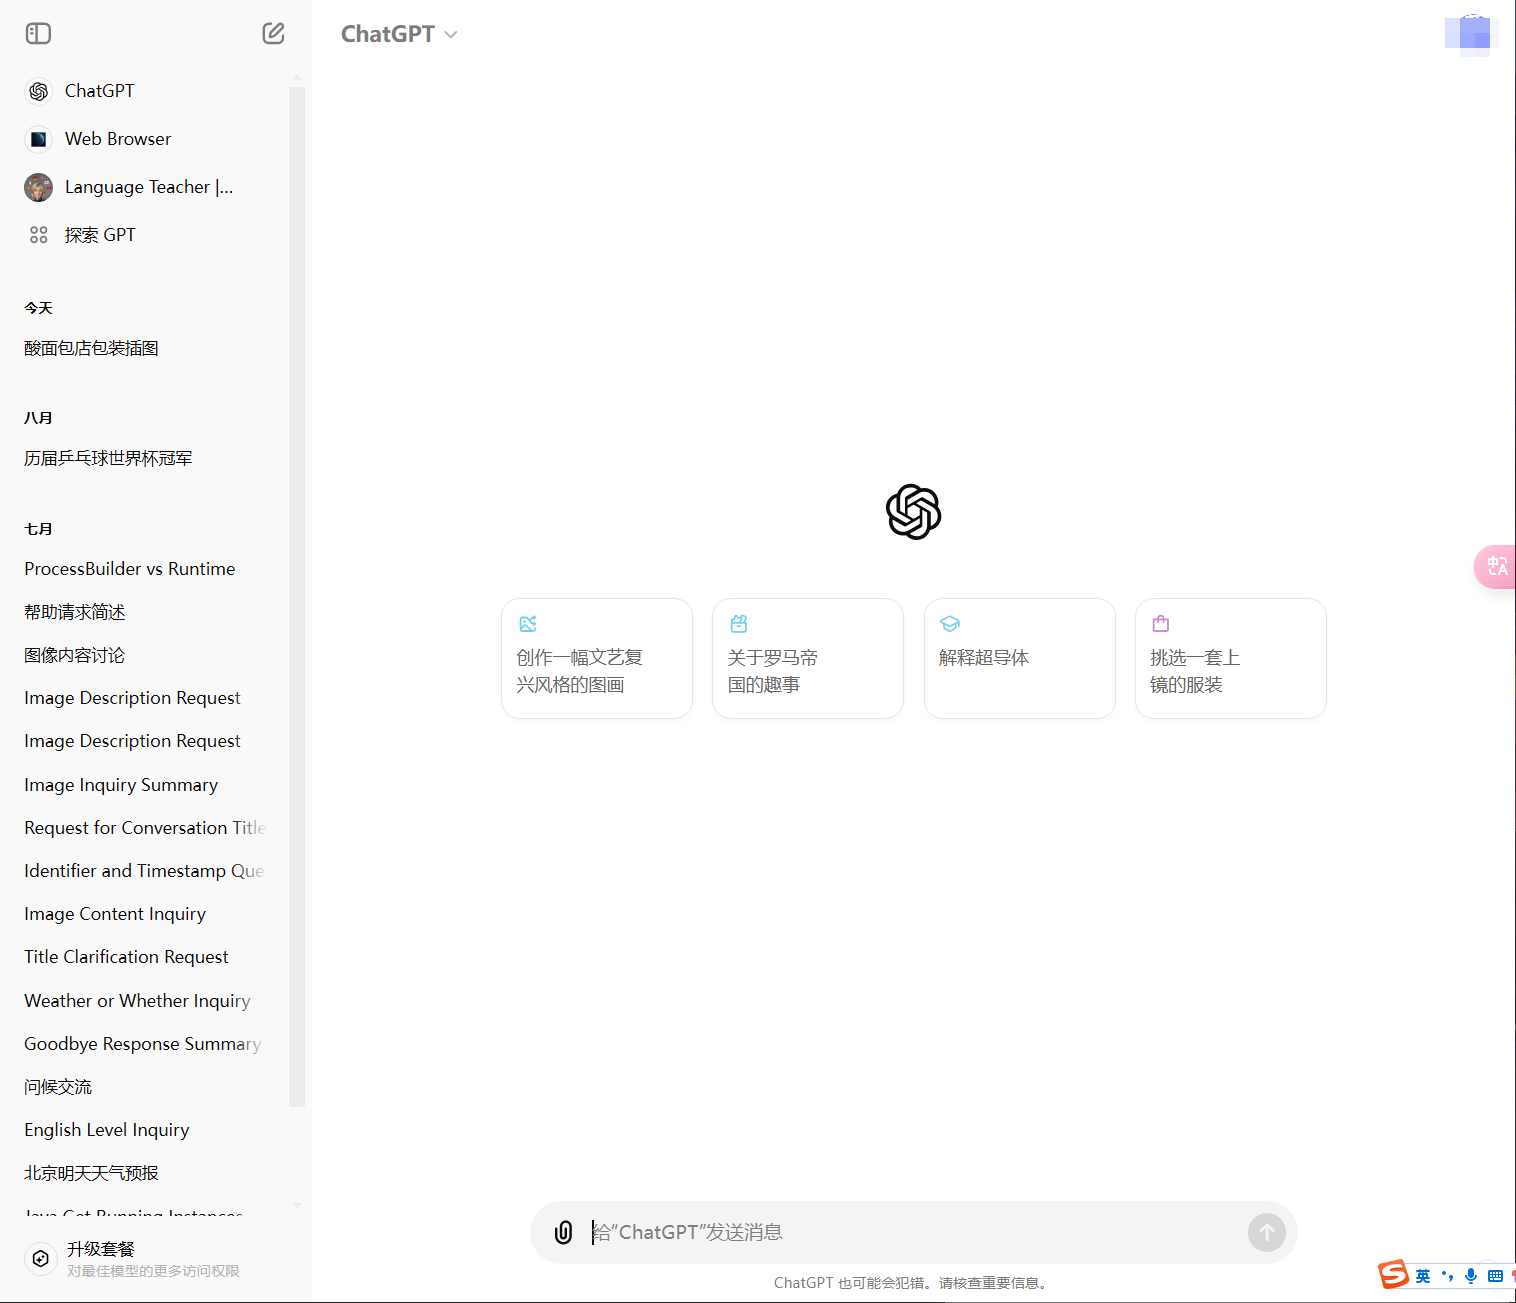 ChatGPT
ChatGPT
Web Browser
Language Teacher |...
探索 GPT
今天
酸面包店包装插图
八月
历届乒乓球世界杯冠军
七月
ProcessBuilder vs Runtime
帮助请求简述
图像内容讨论
Image Description Request
Image Description Request
Image Inquiry Summary
Request for Conversation Title
Identifier and Timestamp Que
Image Content Inquiry
Title Clarification Request
Weather or Whether Inquiry
Goodbye Response Summary
问候交流
English Level Inquiry
北京明天天气预报
Java Get Running Instances
升级套餐
对最佳模型的更多访问权限
创作一幅文艺复
兴风格的图画
关于罗马帝
国的趣事
解释超导体
挑选一套上
镜的服装
给“ChatGPT”发送消息
ChatGPT 也可能会犯错。请核查重要信息。
英